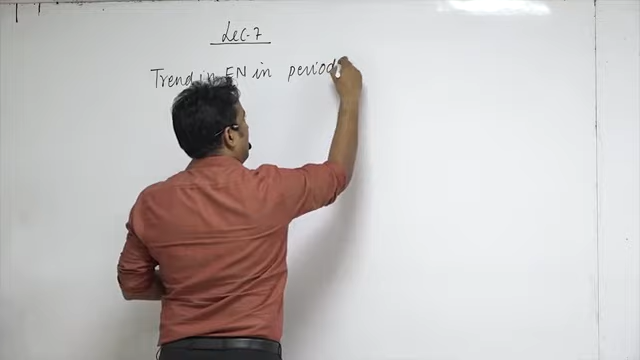 Lec-7
Trend in EN in period